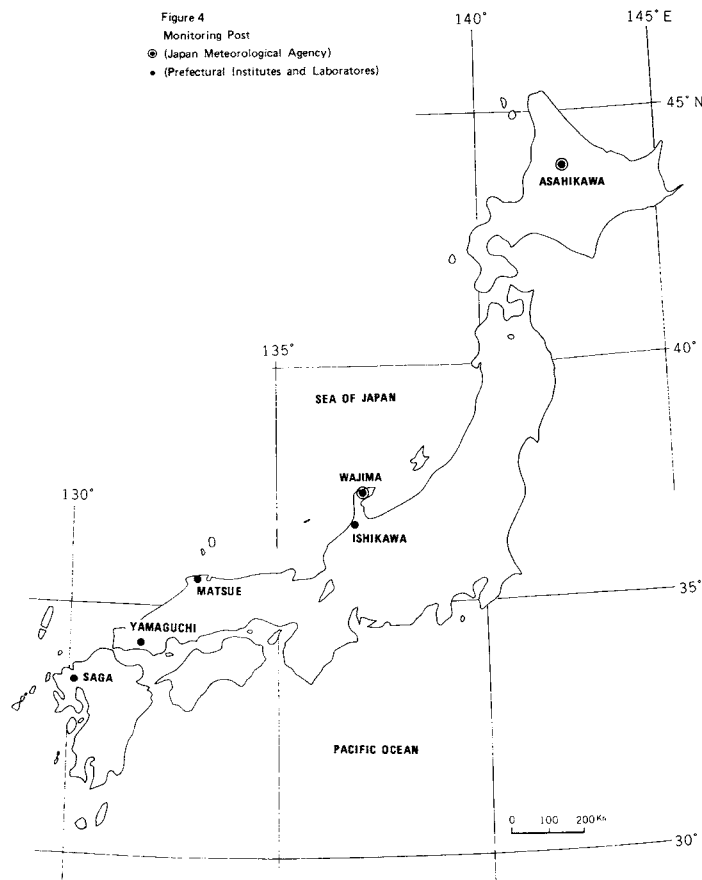 Figure 4
Monitoring Post
(Japan Meteorological Agency)
(Prefectural Institutes and Laboratores)
140°
145°E
45°N
ASAHIKAWA
40°
135°
SEA OF JAPAN
WAJIMA
130°
ISHIKAWA
MATSUE
35°
YAMAGUCHI
SAGA
PACIFIC OCEAN
0 100 200Km
30°